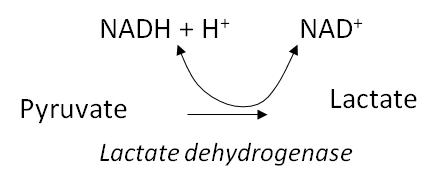 NADH + H⁺ NAD⁺
Pyruvate Lactate
Lactate dehydrogenase